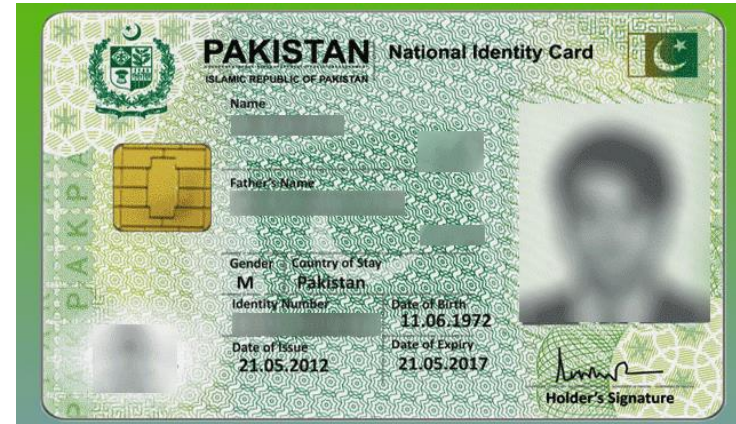 PAKISTAN National Identity Card
ISLAMIC REPUBLIC OF PAKISTAN
Name
Father's Name
Gender Country of Stay
M Pakistan
Identity Number Date of Birth
11.06.1972
Date of Issue Date of Expiry
21.05.2012 21.05.2017
Holder's Signature
PAKPA